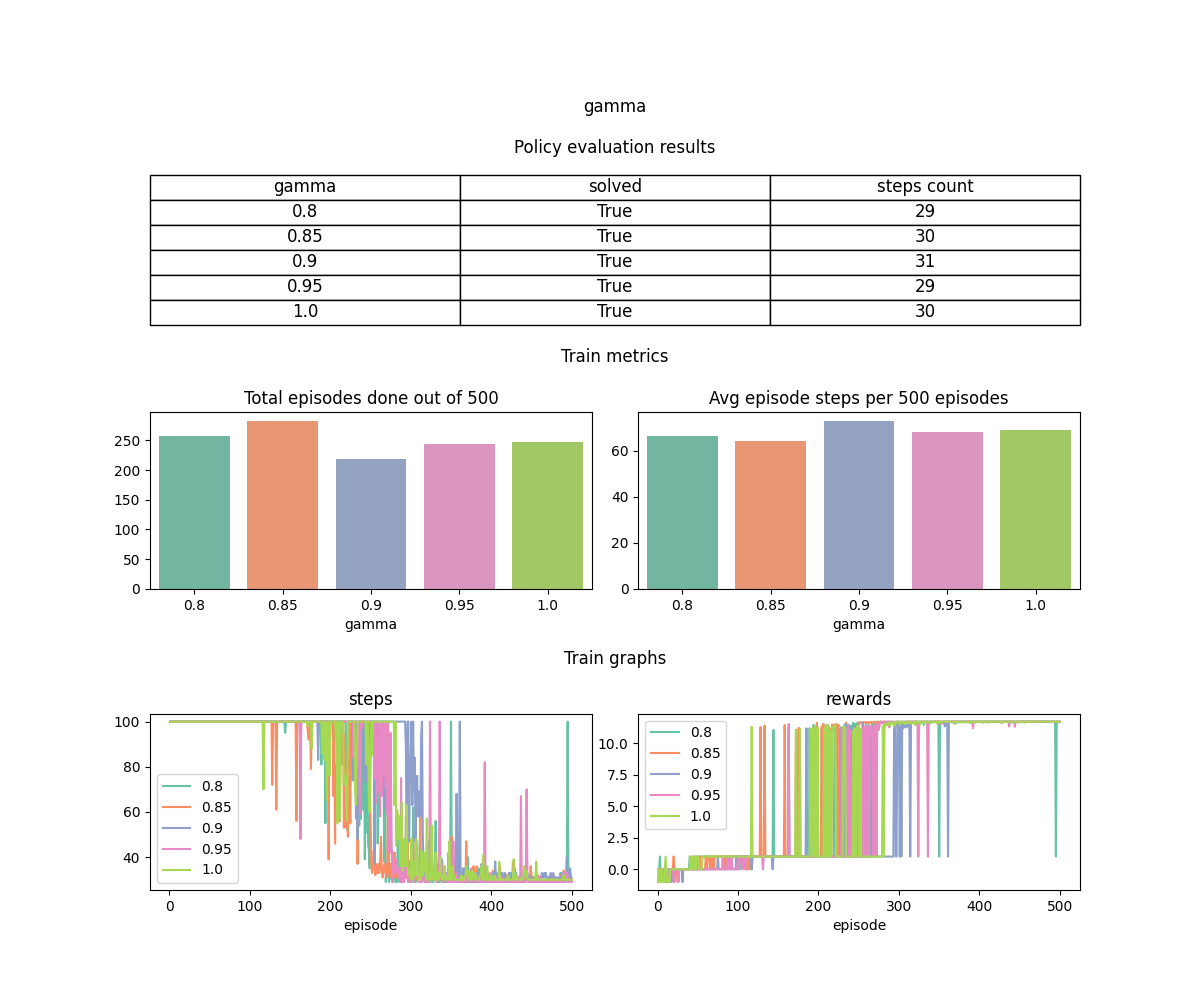 gamma
Policy evaluation results
gamma solved steps count
0.8 True 29
0.85 True 30
0.9 True 31
0.95 True 29
1.0 True 30
Train metrics
Total episodes done out of 500
250
200
150
100
50
0
0.8 0.85 0.9 0.95 1.0
gamma
Avg episode steps per 500 episodes
60
40
20
0
0.8 0.85 0.9 0.95 1.0
gamma
Train graphs
steps
100
80
60
40
0.8
0.85
0.9
0.95
1.0
0 100 200 300 400 500
episode
rewards
10.0
7.5
5.0
2.5
0.0
0.8
0.85
0.9
0.95
1.0
0 100 200 300 400 500
episode